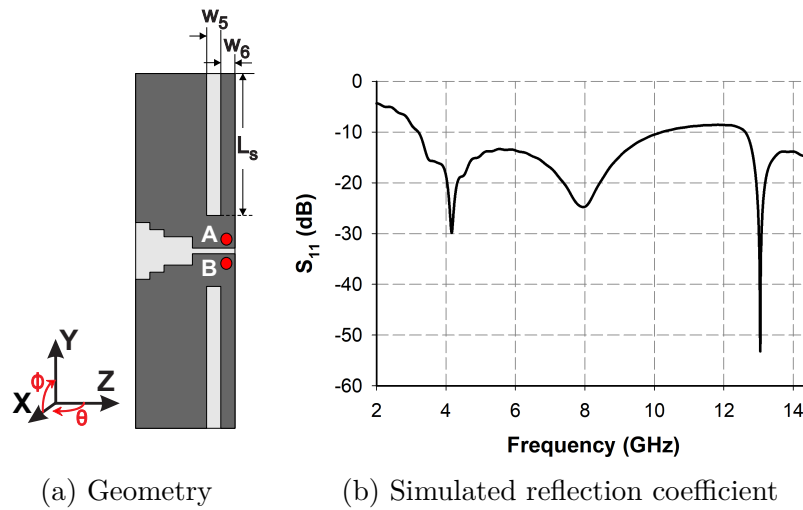 w5
w6
Ls
A
B
Y
Φ
X
Z
θ
0
-10
-20
-30
-40
-50
-60
S11 (dB)
2 4 6 8 10 12 14
Frequency (GHz)
(a) Geometry
(b) Simulated reflection coefficient